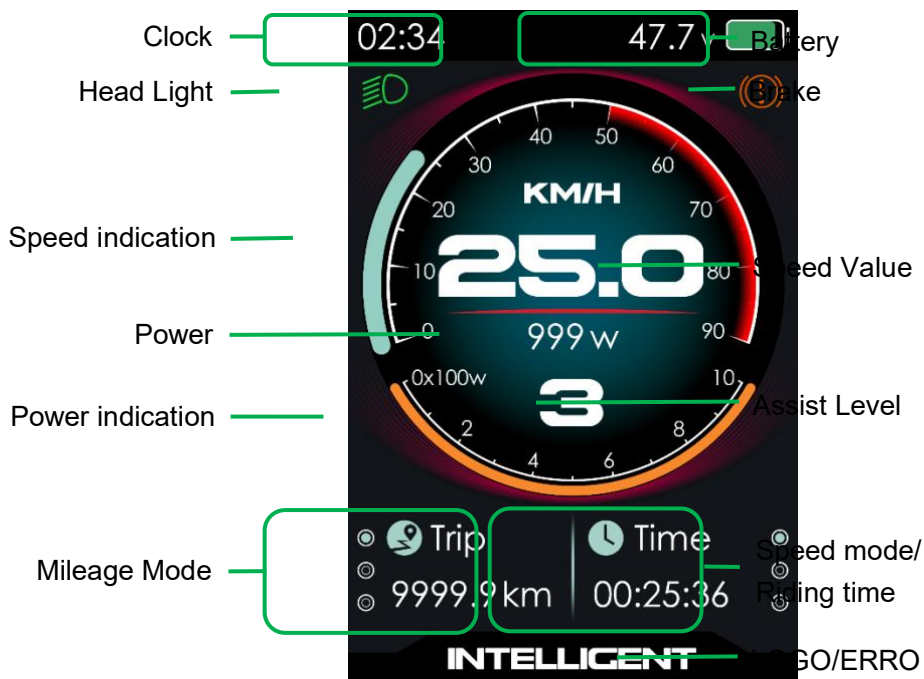 Clock
02:34
47.7 v
Battery
Head Light
Brake
40
50
30
60
KM/H
20
70
Speed indication
25.0
10
80
Speed Value
Power
0
999 w
90
0x100w
10
3
Power indication
Assist Level
2
8
4
6
Trip
Time
Speed mode/
Mileage Mode
9999.9 km
00:25:36
Riding time
INTELLIGENT